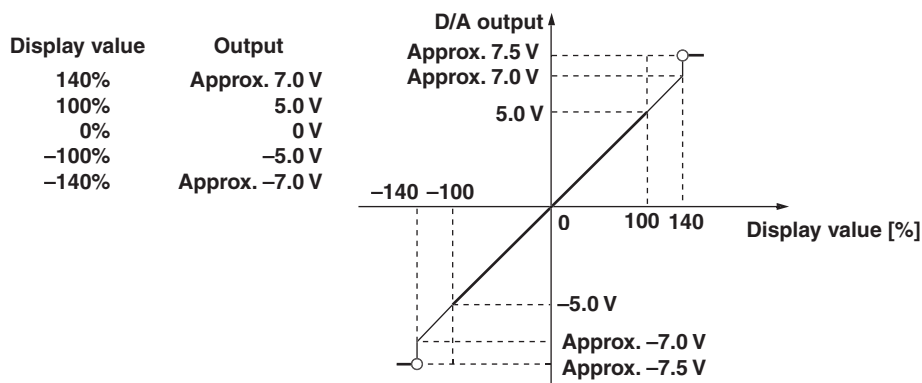 Display value Output
140% Approx. 7.0 V
100% 5.0 V
0% 0 V
–100% –5.0 V
–140% Approx. –7.0 V
D/A output
Approx. 7.5 V
Approx. 7.0 V
5.0 V
–140 –100
0 100 140
Display value [%]
–5.0 V
Approx. –7.0 V
Approx. –7.5 V